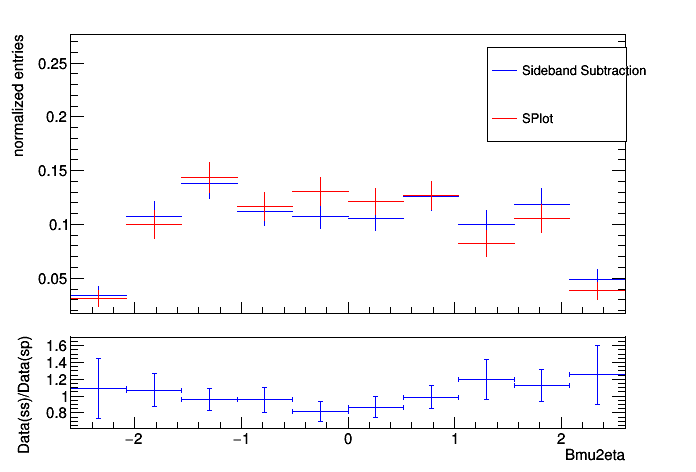 normalized entries
0.25
0.2
0.15
0.1
0.05
Sideband Subtraction
SPlot
Data(ss)/Data(sp)
1.6
1.4
1.2
1
0.8
−2 −1 0 1 2
Bmu2eta